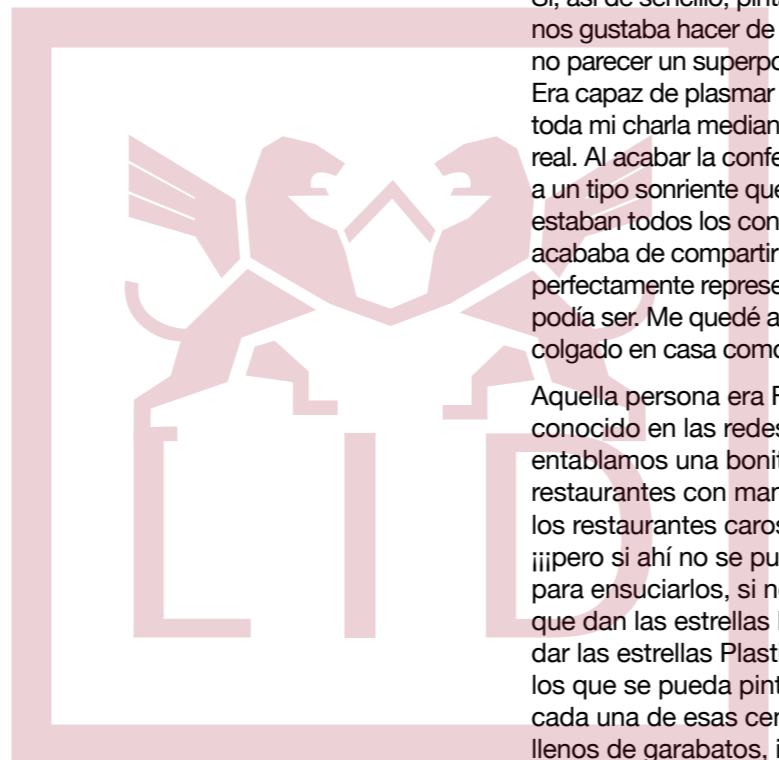 Sí, así de sencillo, pinta
nos gustaba hacer de
no parecer un superpo
Era capaz de plasmar
toda mi charla median
real. Al acabar la confe
a un tipo sonriente que
estaban todos los con
acababa de compartir
perfectamente represe
podía ser. Me quedé a
colgado en casa como
Aquella persona era F
conocido en las redes
entablamos una bonit
restaurantes con man
los restaurantes caros
¡¡¡pero si ahí no se pu
para ensuciarlos, si no
que dan las estrellas
dar las estrellas Plasti
los que se pueda pint
cada una de esas cen
llenos de garabatos, i
LID